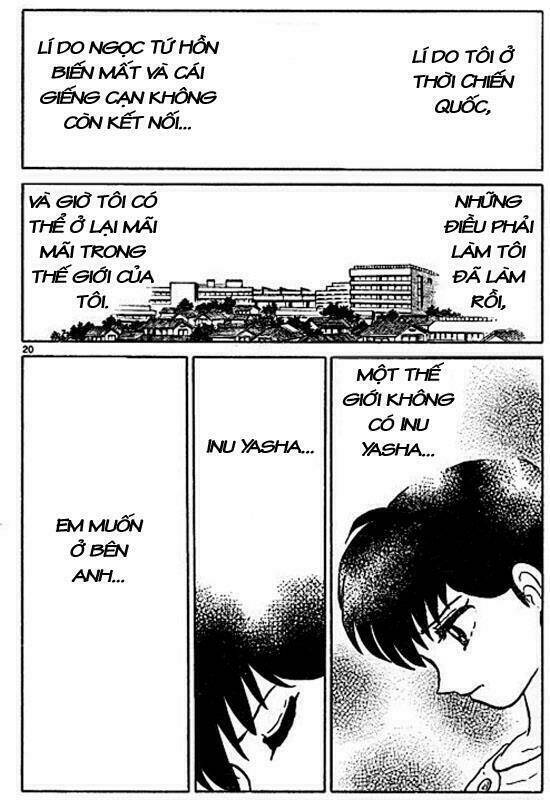 LÍ DO TÔI Ở
THỜI CHIẾN
QUỐC,
LÍ DO NGỌC TỨ HỒN
BIẾN MẤT VÀ CÁI
GIẾNG CẠN KHÔNG
CÒN KẾT NỐI...
NHỮNG
ĐIỀU PHẢI
LÀM TÔI
ĐÃ LÀM
RỒI,
VÀ GIỜ TÔI CÓ
THỂ Ở LẠI MÃI
MÃI TRONG
THẾ GIỚI CỦA
TÔI.
20
MỘT THẾ
GIỚI KHÔNG
CÓ INU
YASHA...
INU YASHA...
EM MUỐN
Ở BÊN
ANH...